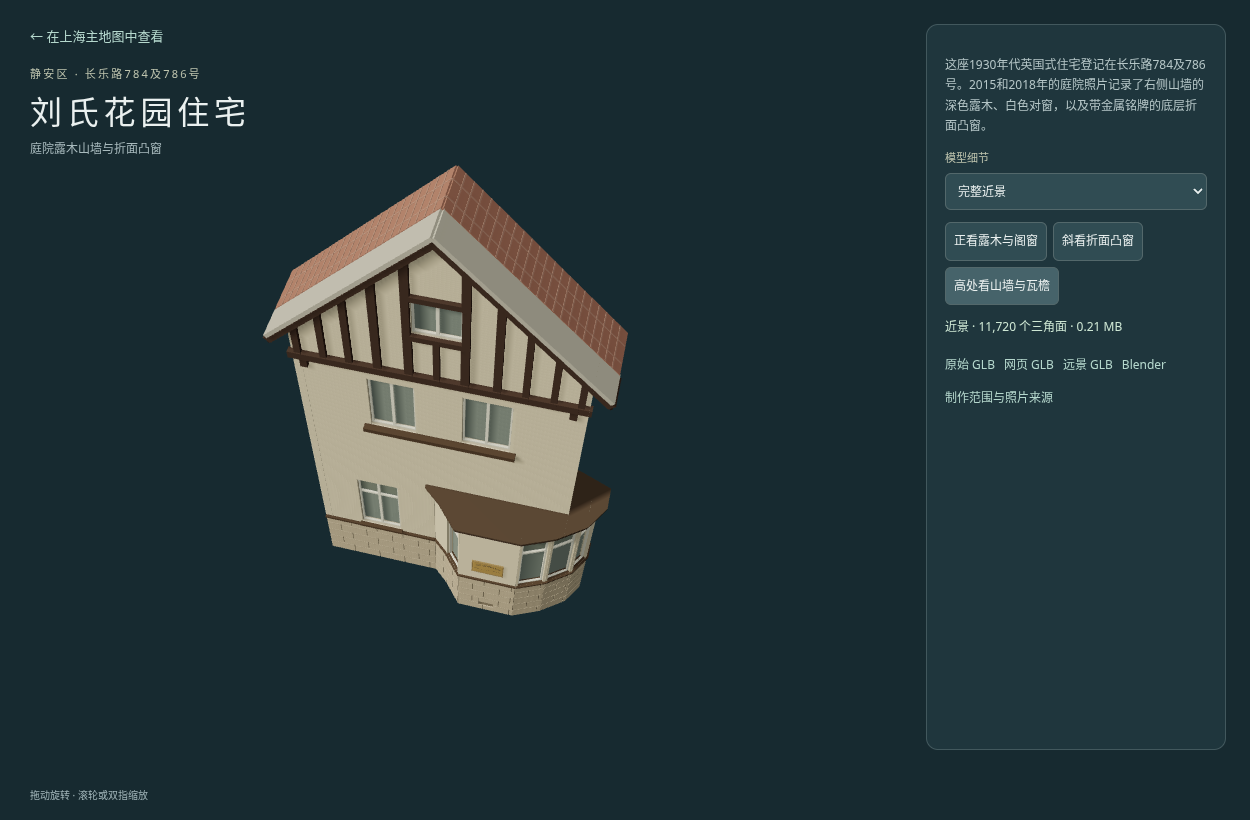 ← 在上海主地图中查看
静安区 · 长乐路784及786号
刘氏花园住宅
庭院露木山墙与折面凸窗
这座1930年代英国式住宅登记在长乐路784及786
号。2015和2018年的庭院照片记录了右侧山墙的
深色露木、白色对窗，以及带金属铭牌的底层折
面凸窗。
模型细节
完整近景
正看露木与阁窗
斜看折面凸窗
高处看山墙与瓦檐
近景 · 11,720 个三角面 · 0.21 MB
原始 GLB 网页 GLB 远景 GLB Blender
制作范围与照片来源
拖动旋转 · 滚轮或双指缩放